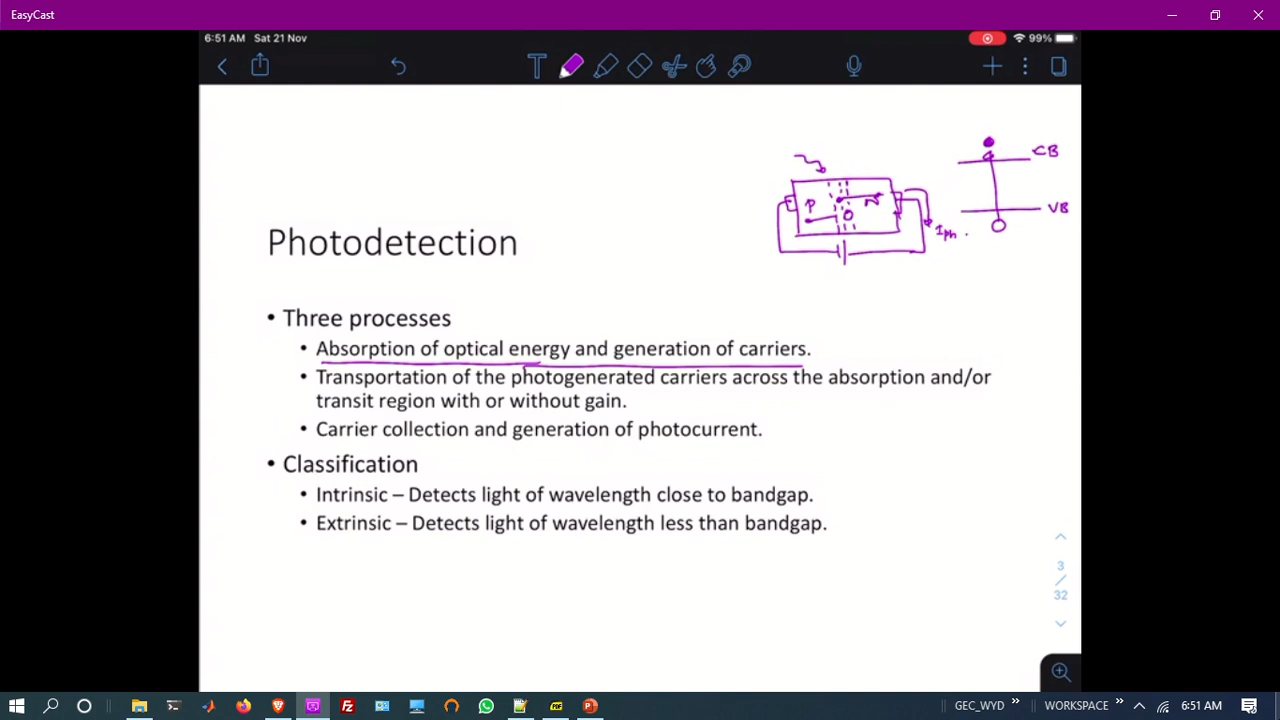 EasyCast
6:51 AM Sat 21 Nov
99%
CB
VB
P
N
Iph
Photodetection
• Three processes
• Absorption of optical energy and generation of carriers.
• Transportation of the photogenerated carriers across the absorption and/or
transit region with or without gain.
• Carrier collection and generation of photocurrent.
• Classification
• Intrinsic – Detects light of wavelength close to bandgap.
• Extrinsic – Detects light of wavelength less than bandgap.
3
/
32
GEC_WYD
WORKSPACE
6:51 AM